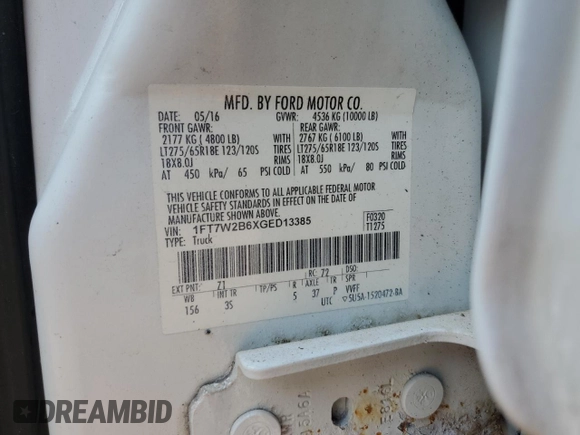 MFD. BY FORD MOTOR CO.
DATE: 05/16 GVWR: 4536 KG (10000 LB)
FRONT GAWR: REAR GAWR:
2177 KG ( 4800 LB) WITH 2767 KG ( 6100 LB) WITH
LT275/65R18E 123/120S TIRES LT275/65R18E 123/120S TIRES
18X8.0J RIMS 18X8.0J RIMS
AT 450 kPa/ 65 PSI COLD AT 550 kPa/ 80 PSI COLD
THIS VEHICLE CONFORMS TO ALL APPLICABLE FEDERAL MOTOR
VEHICLE SAFETY STANDARDS IN EFFECT ON THE DATE OF
MANUFACTURE SHOWN ABOVE.
VIN: 1FT7W2B6XGED13385 F0320
TYPE: Truck T1275
EXT PNT: Z1 RC: 72 DSO:
WB INT TR TP/PS R AXLE TR SPR
156 3S 5 37 P VVFF
UTC ▽5U5A-1520472-BA
5A6A
DREAMBID